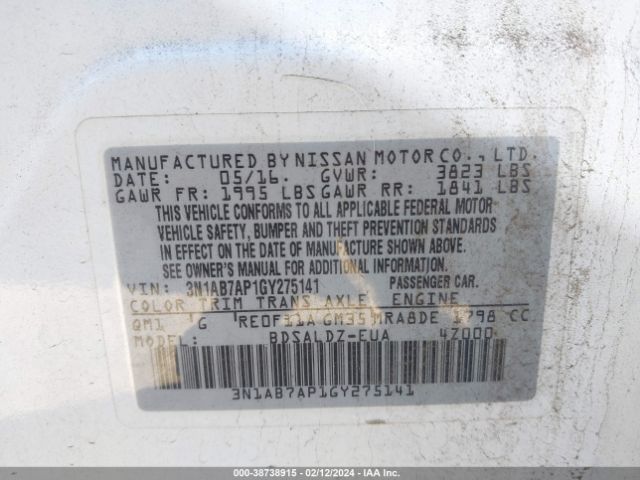 MANUFACTURED BY NISSAN MOTOR CO., LTD.
DATE: 05/16. GVWR: 3823 LBS
GAWR FR: 1995 LBS GAWR RR: 1841 LBS
THIS VEHICLE CONFORMS TO ALL APPLICABLE FEDERAL MOTOR
VEHICLE SAFETY, BUMPER AND THEFT PREVENTION STANDARDS
IN EFFECT ON THE DATE OF MANUFACTURE SHOWN ABOVE.
SEE OWNER'S MANUAL FOR ADDITIONAL INFORMATION.
VIN: 3N1AB7AP1GY275141 PASSENGER CAR.
COLOR TRIM TRANS AXLE ENGINE
QM1 G RE0F11A GM35 MRA8DE 1798 CC
MODEL: BDSALDZ-EUA 4Z000
3N1AB7AP1GY275141
000-38738915 - 02/12/2024 - IAA Inc.